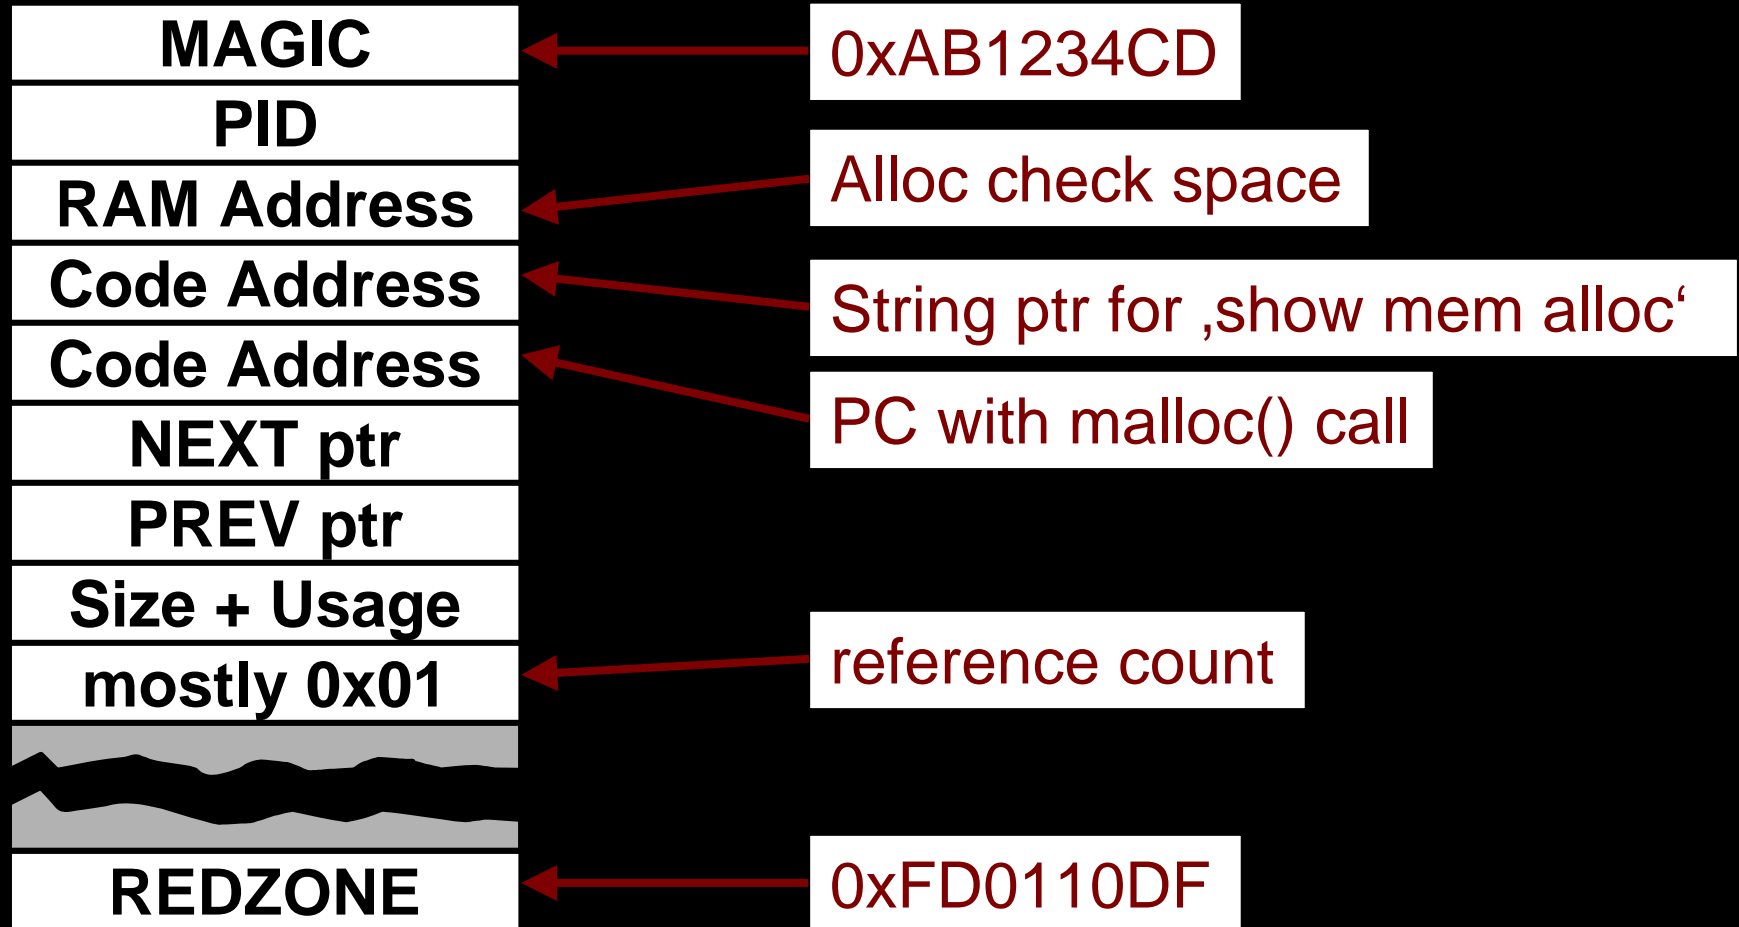 MAGIC
0xAB1234CD
PID
Alloc check space
RAM Address
Code Address
String ptr for ‚show mem alloc‘
Code Address
PC with malloc() call
NEXT ptr
PREV ptr
Size + Usage
reference count
mostly 0x01
REDZONE
0xFD0110DF